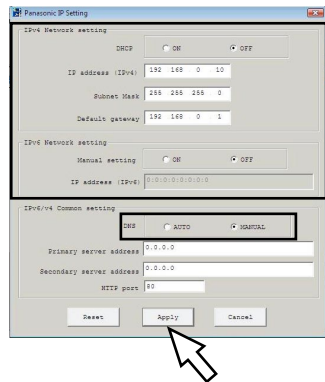 Panasonic IP Setting
IPv4 Network setting
DHCP ON OFF
IP address (IPv4) 192 168 0 10
Subnet Mask 255 255 255 0
Default gateway 192 168 0 1
IPv6 Network setting
Manual setting ON OFF
IP address (IPv6) 0:0:0:0:0:0:0:0
IPv6/v4 Common setting
DNS AUTO MANUAL
Primary server address 0.0.0.0
Secondary server address 0.0.0.0
HTTP port 80
Reset Apply Cancel